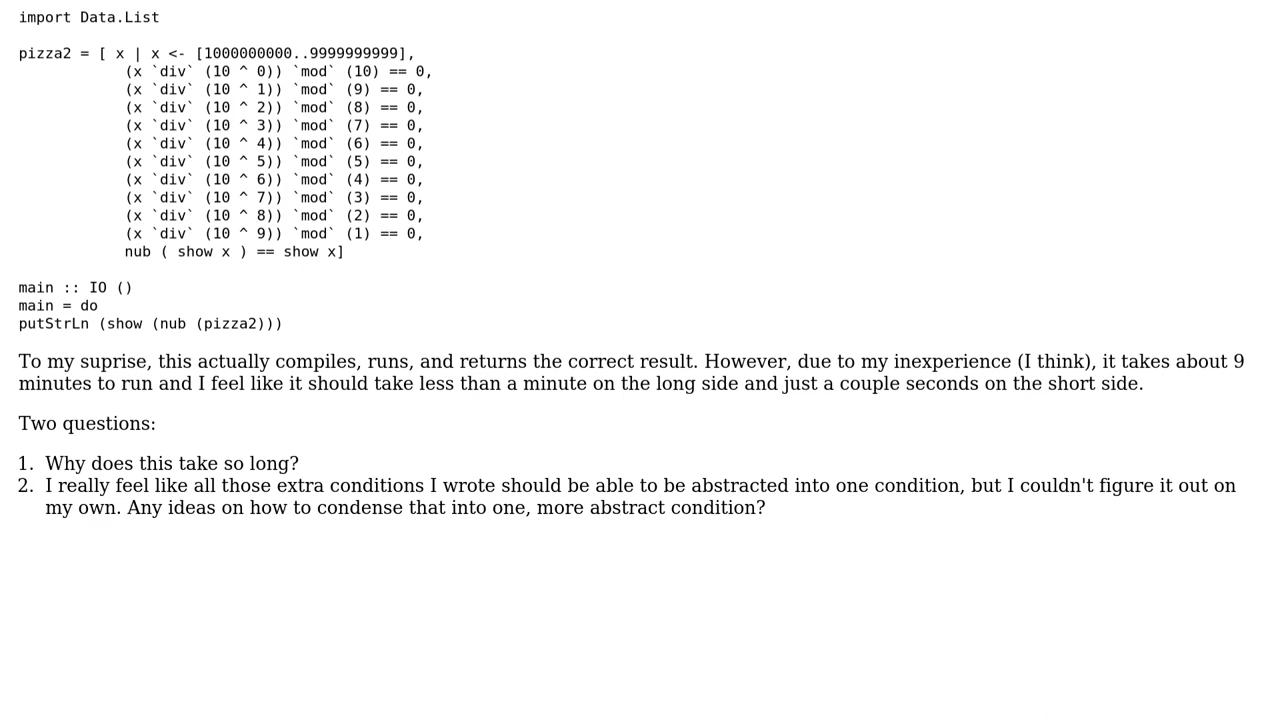 import Data.List
pizza2 = [ x | x <- [1000000000..9999999999],
(x `div` (10 ^ 0)) `mod` (10) == 0,
(x `div` (10 ^ 1)) `mod` (9) == 0,
(x `div` (10 ^ 2)) `mod` (8) == 0,
(x `div` (10 ^ 3)) `mod` (7) == 0,
(x `div` (10 ^ 4)) `mod` (6) == 0,
(x `div` (10 ^ 5)) `mod` (5) == 0,
(x `div` (10 ^ 6)) `mod` (4) == 0,
(x `div` (10 ^ 7)) `mod` (3) == 0,
(x `div` (10 ^ 8)) `mod` (2) == 0,
(x `div` (10 ^ 9)) `mod` (1) == 0,
nub ( show x ) == show x]
main :: IO ()
main = do
putStrLn (show (nub (pizza2)))
To my suprise, this actually compiles, runs, and returns the correct result. However, due to my inexperience (I think), it takes about 9
minutes to run and I feel like it should take less than a minute on the long side and just a couple seconds on the short side.
Two questions:
1. Why does this take so long?
2. I really feel like all those extra conditions I wrote should be able to be abstracted into one condition, but I couldn't figure it out on
my own. Any ideas on how to condense that into one, more abstract condition?